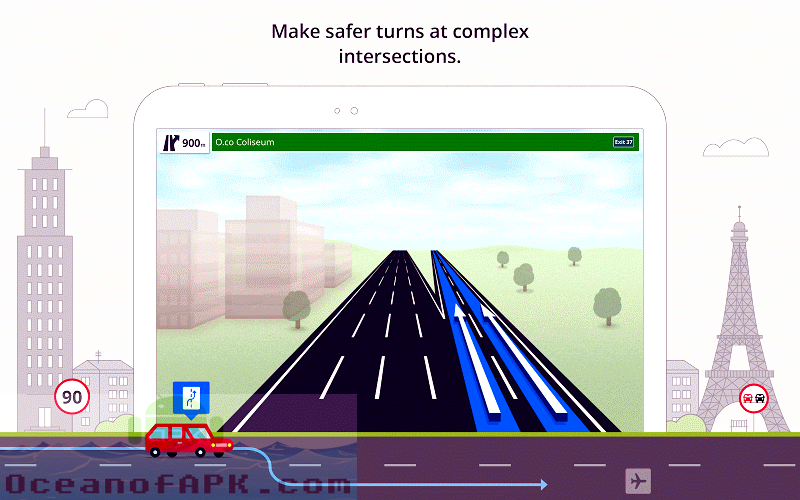 Make safer turns at complex
intersections.
900m
O.co Coliseum
Exit 37
90
OceanofAPK.com